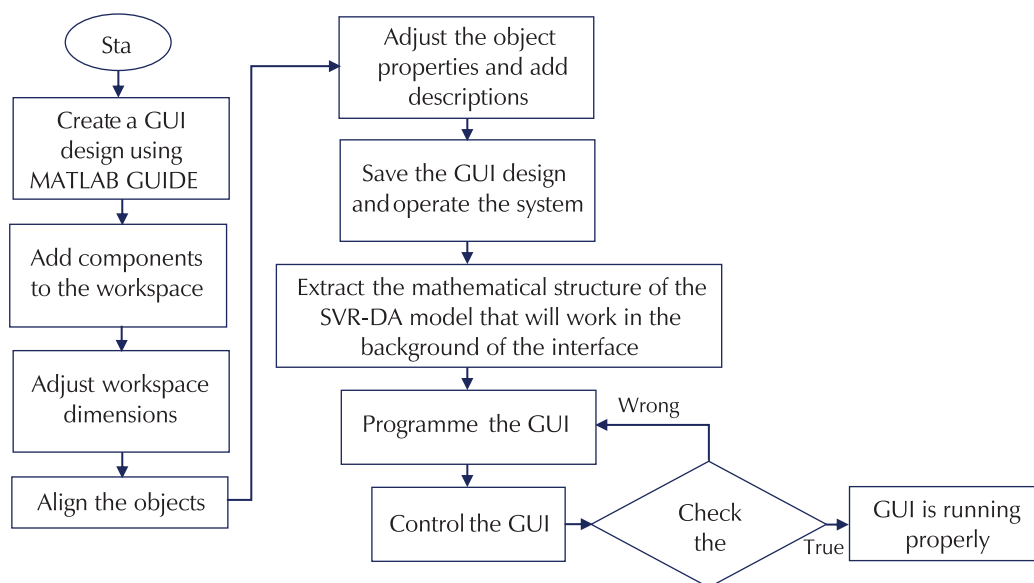 Sta
Create a GUI
design using
MATLAB GUIDE
Add components
to the workspace
Adjust workspace
dimensions
Align the objects
Adjust the object
properties and add
descriptions
Save the GUI design
and operate the system
Extract the mathematical structure of the
SVR-DA model that will work in the
background of the interface
Programme the GUI
Wrong
Control the GUI
Check
the
True
GUI is running
properly